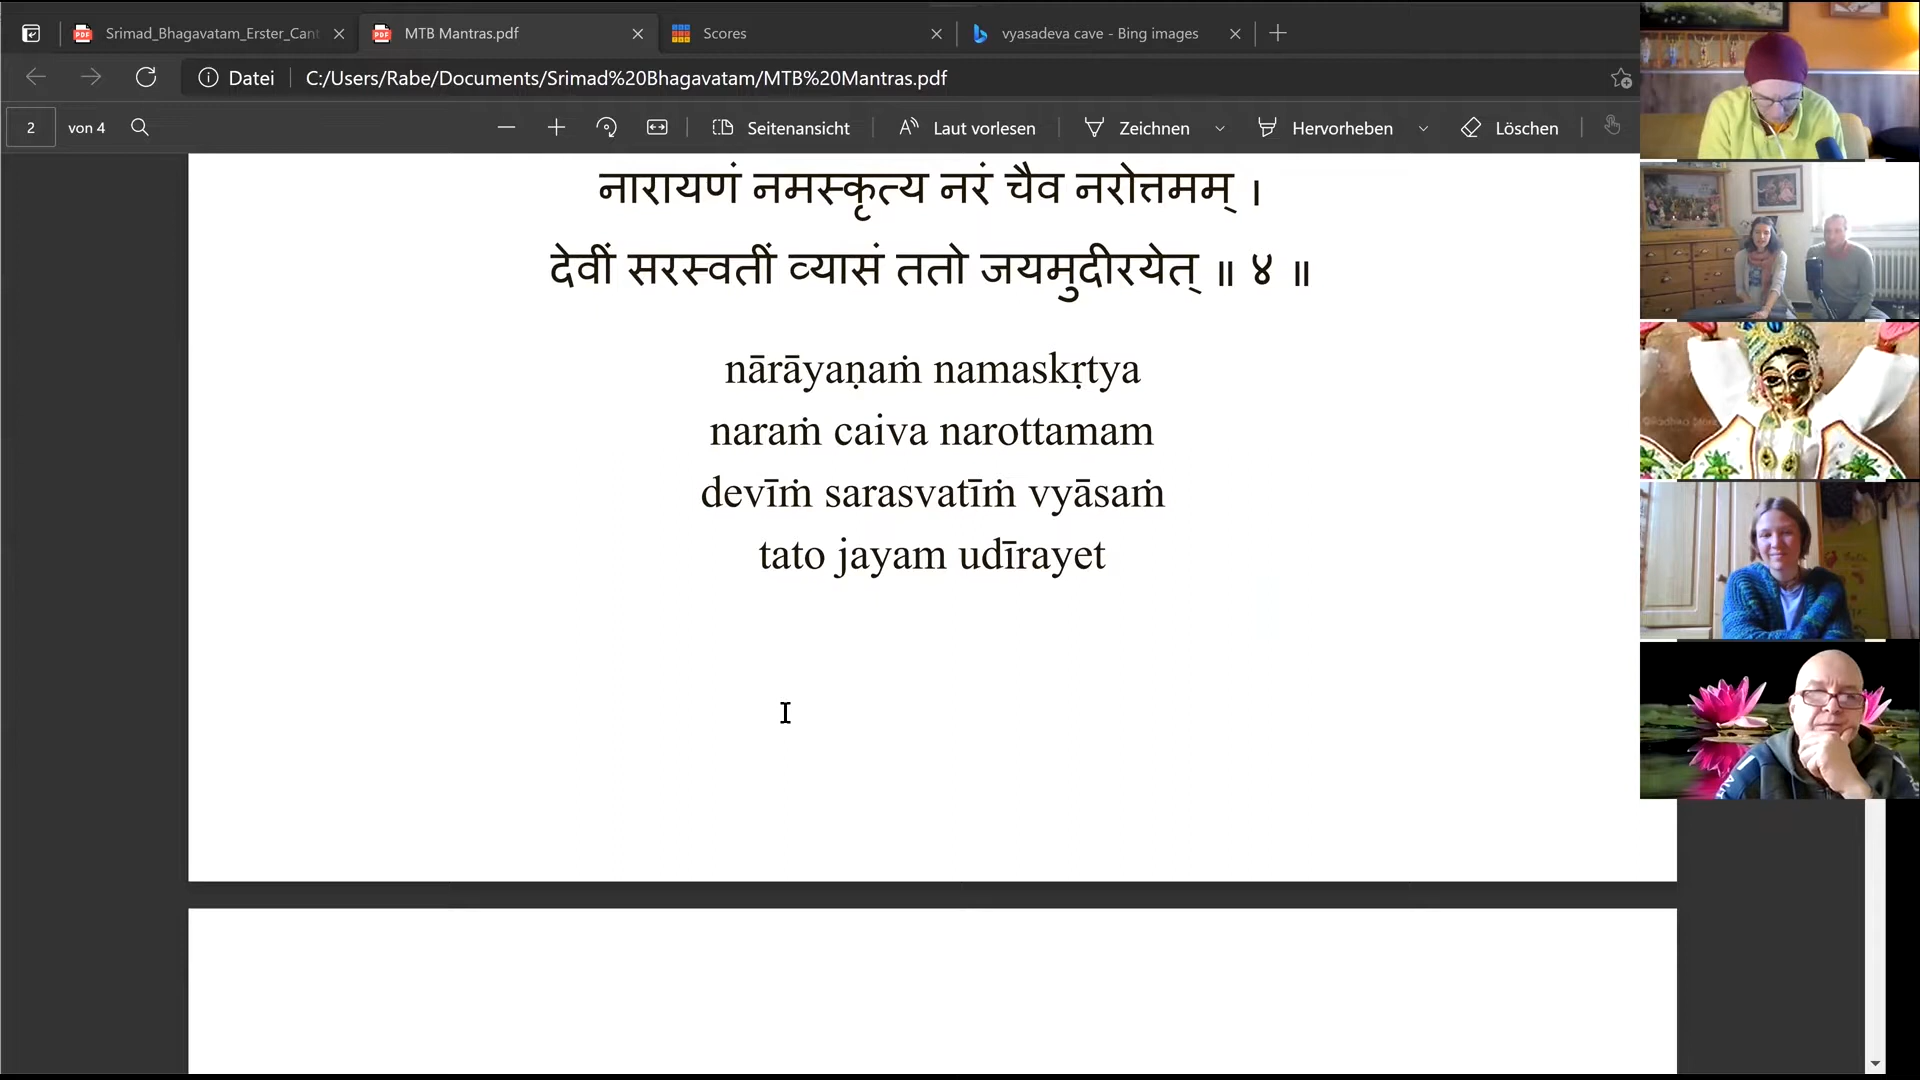 Srimad_Bhagavatam_Erster_Cant
MTB Mantras.pdf
Scores
vyasadeva cave - Bing images
Datei
C:/Users/Rabe/Documents/Srimad%20Bhagavatam/MTB%20Mantras.pdf
2 von 4
Seitenansicht
Laut vorlesen
Zeichnen
Hervorheben
Löschen
नारायणं नमस्कृत्य नरं चैव नरोत्तमम् ।
देवीं सरस्वतीं व्यासं ततो जयमुदीरयेत् ॥ ४ ॥
nārāyaṇaṁ namaskṛtya
naraṁ caiva narottamam
devīṁ sarasvatīṁ vyāsaṁ
tato jayam udīrayet